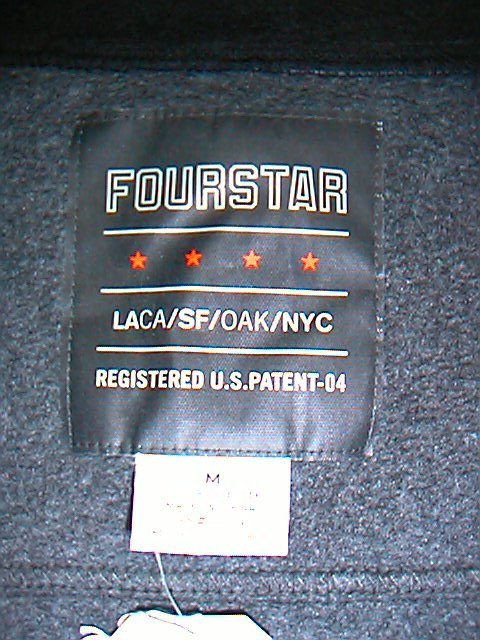 FOURSTAR
LACA/SF/OAK/NYC
REGISTERED U.S.PATENT-04
M